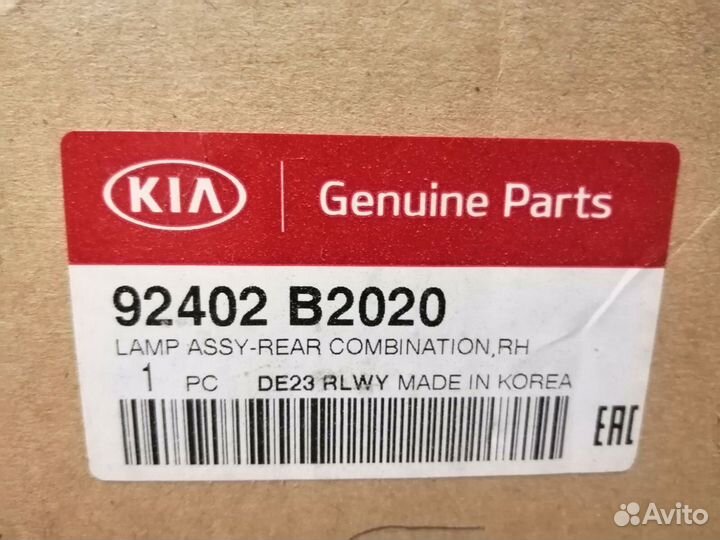 KIA
Genuine Parts
92402 B2020
LAMP ASSY-REAR COMBINATION,RH
1 PC DE23 RLWY MADE IN KOREA
EAC
Avito